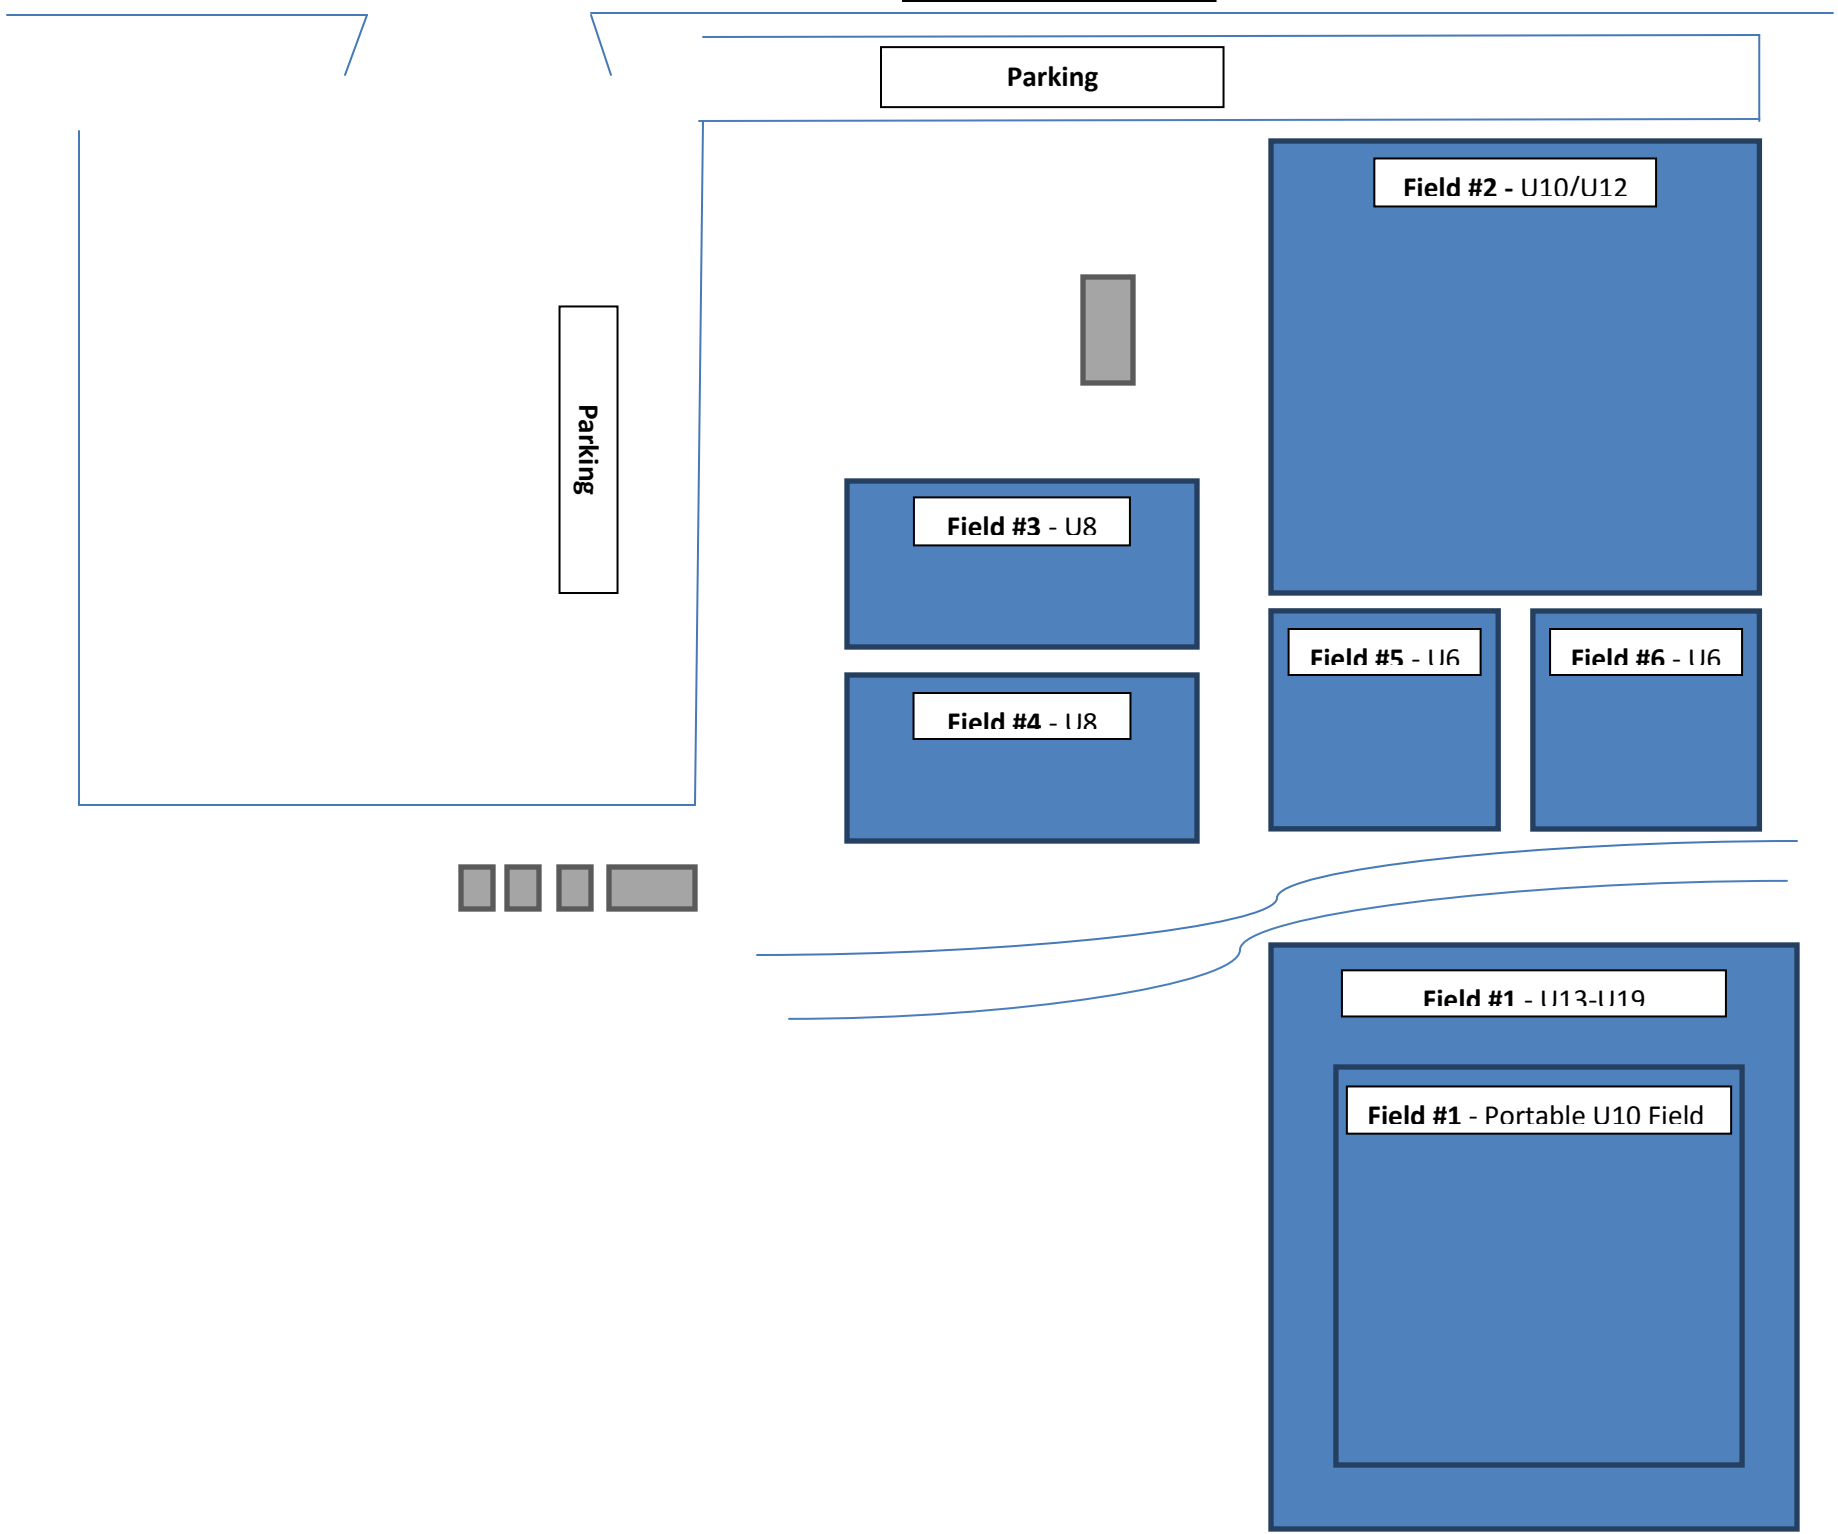 Parking
Field #2 - U10/U12
Parking
Field #3 - U8
Field #5 - U6
Field #6 - U6
Field #4 - U8
Field #1 - U13-U19
Field #1 - Portable U10 Field